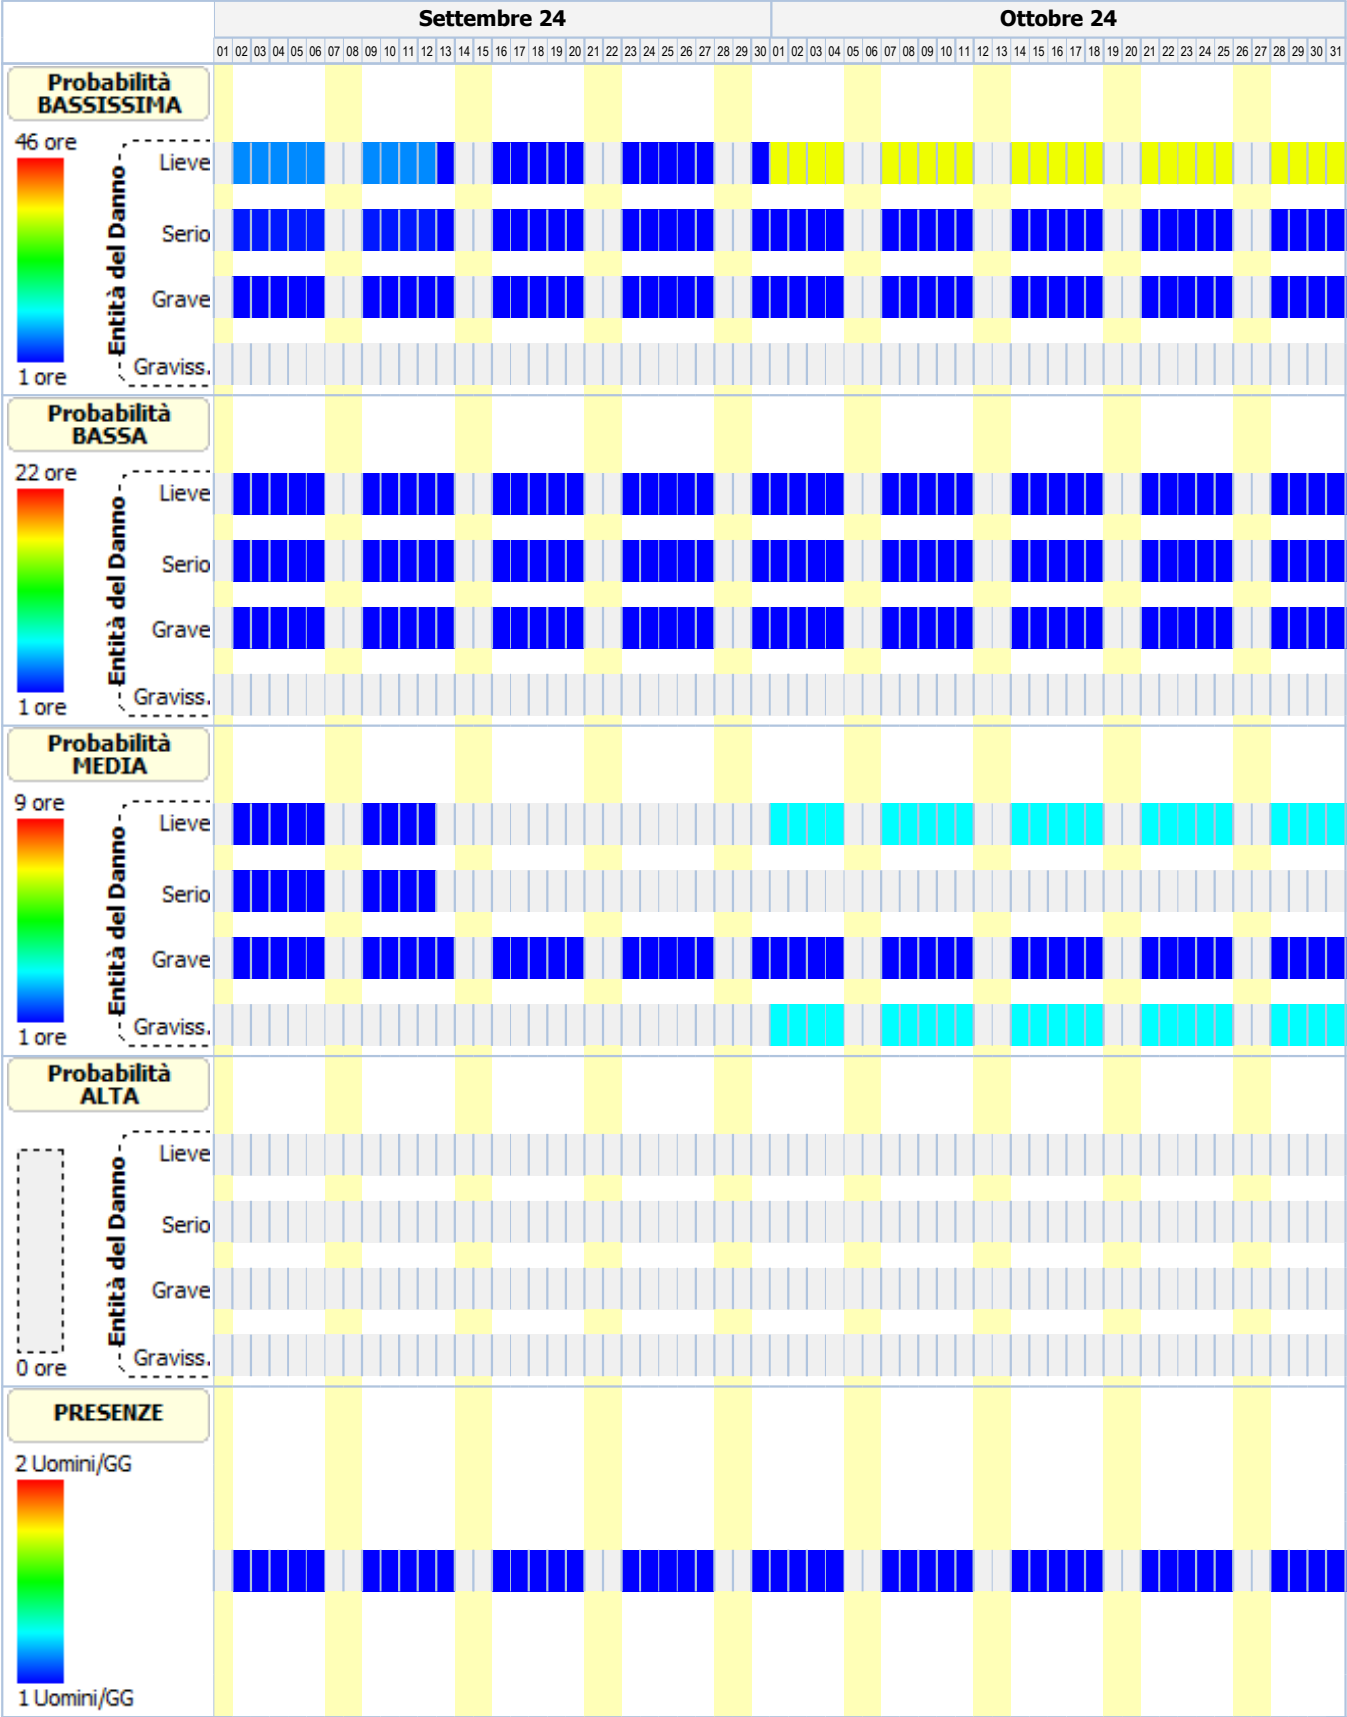 Settembre 24 Ottobre 24
01 02 03 04 05 06 07 08 09 10 11 12 13 14 15 16 17 18 19 20 21 22 23 24 25 26 27 28 29 30 01 02 03 04 05 06 07 08 09 10 11 12 13 14 15 16 17 18 19 20 21 22 23 24 25 26 27 28 29 30 31
Probabilità
BASSISSIMA
46 ore
1 ore
Entità del Danno
Lieve
Serio
Grave
Graviss.
Probabilità
BASSA
22 ore
1 ore
Entità del Danno
Lieve
Serio
Grave
Graviss.
Probabilità
MEDIA
9 ore
1 ore
Entità del Danno
Lieve
Serio
Grave
Graviss.
Probabilità
ALTA
0 ore
Entità del Danno
Lieve
Serio
Grave
Graviss.
PRESENZE
2 Uomini/GG
1 Uomini/GG